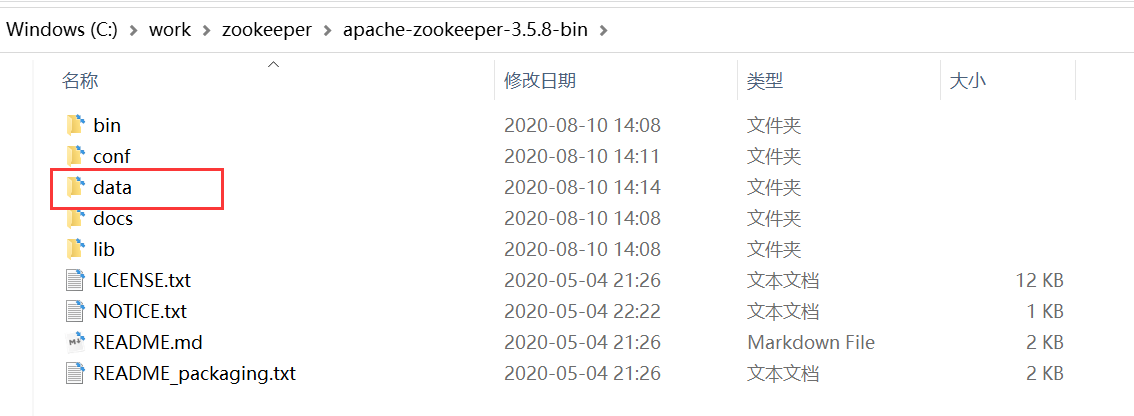 Windows (C:) > work > zookeeper > apache-zookeeper-3.5.8-bin >
名称 修改日期 类型 大小
bin 2020-08-10 14:08 文件夹
conf 2020-08-10 14:11 文件夹
data 2020-08-10 14:14 文件夹
docs 2020-08-10 14:08 文件夹
lib 2020-08-10 14:08 文件夹
LICENSE.txt 2020-05-04 21:26 文本文档 12 KB
NOTICE.txt 2020-05-04 22:22 文本文档 1 KB
README.md 2020-05-04 21:26 Markdown File 2 KB
README_packaging.txt 2020-05-04 21:26 文本文档 2 KB